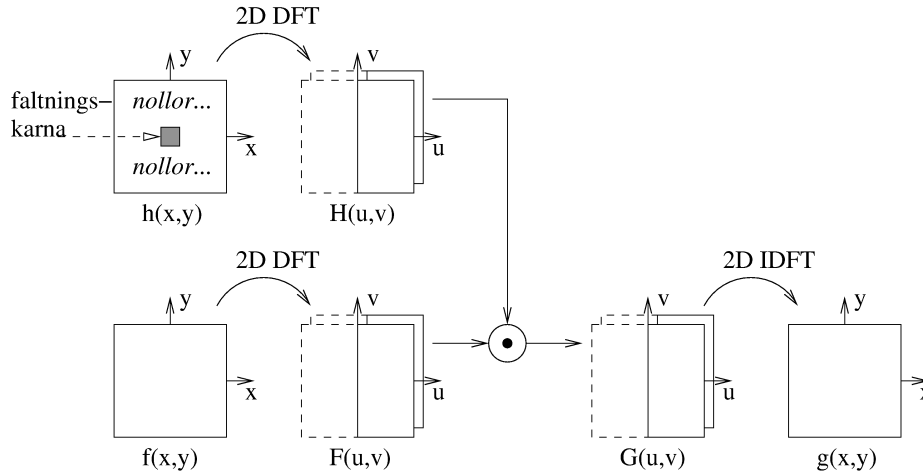 2D DFT
y
v
faltnings-
karna
nollor...
nollor...
x
u
h(x,y)
H(u,v)
2D DFT
2D IDFT
y
v
v
y
x
u
u
x
f(x,y)
F(u,v)
G(u,v)
g(x,y)